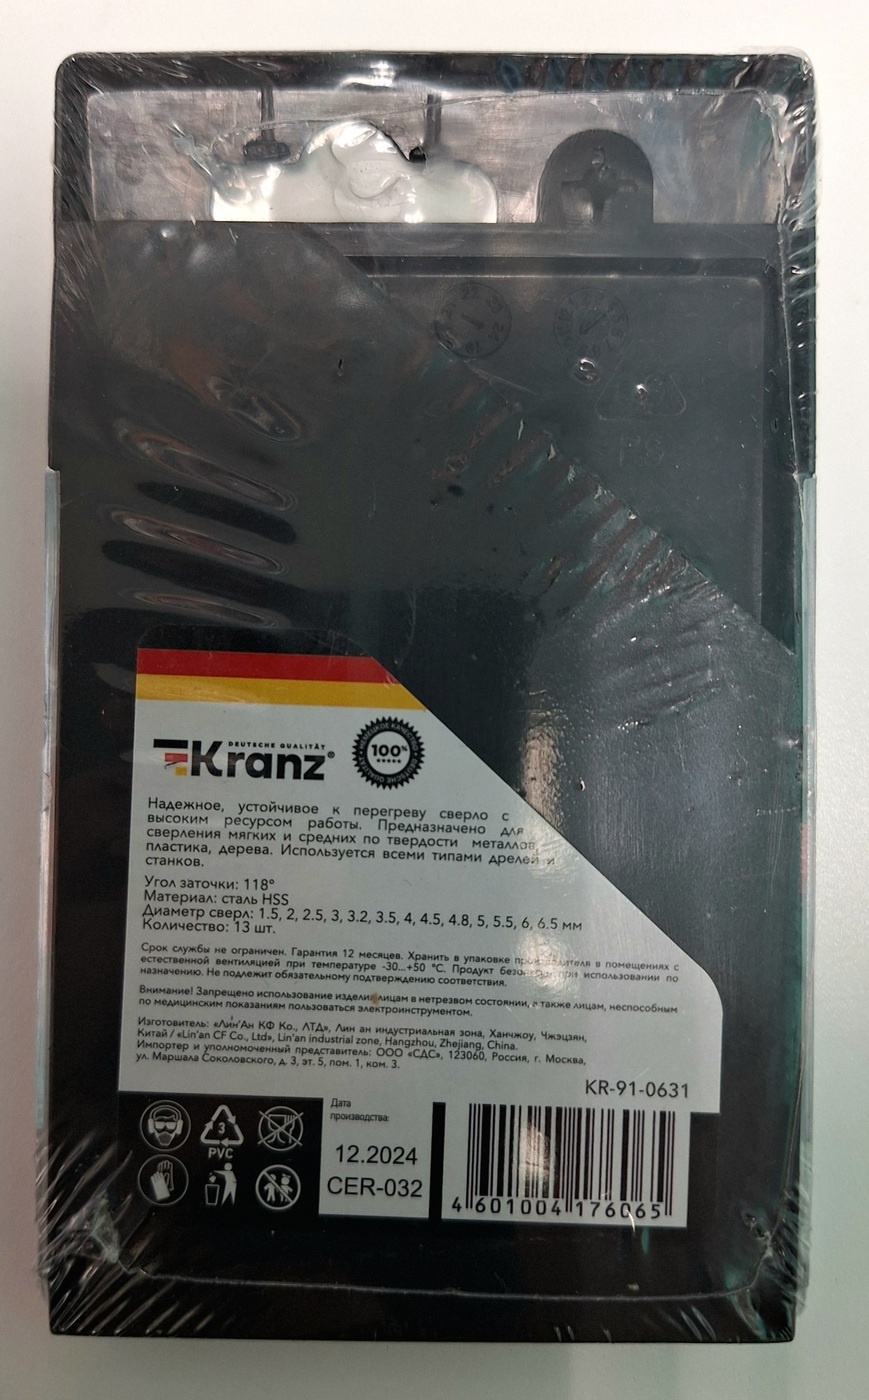 PS
DEUTSCHE QUALITÄT
Kranz®
100%
Надежное, устойчивое к перегреву сверло с
высоким ресурсом работы. Предназначено для
сверления мягких и средних по твердости металлов,
пластика, дерева. Используется всеми типами дрелей и
станков.
Угол заточки: 118°
Материал: сталь HSS
Диаметр сверл: 1.5, 2, 2.5, 3, 3.2, 3.5, 4, 4.5, 4.8, 5, 5.5, 6, 6.5 мм
Количество: 13 шт.
Срок службы не ограничен. Гарантия 12 месяцев. Хранить в упаковке производителя в помещениях с
естественной вентиляцией при температуре -30...+50 °C. Продукт безопасен при использовании по
назначению. Не подлежит обязательному подтверждению соответствия.
Внимание! Запрещено использование изделия лицам в нетрезвом состоянии, а также лицам, неспособным
по медицинским показаниям пользоваться электроинструментом.
Изготовитель: «Лин'Ан КФ Ко., ЛТД», Лин ан индустриальная зона, Ханчжоу, Чжэцзян,
Китай / «Lin'an CF Co., Ltd», Lin'an industrial zone, Hangzhou, Zhejiang, China.
Импортер и уполномоченный представитель: ООО «СДС», 123060, Россия, г. Москва,
ул. Маршала Соколовского, д. 3, эт. 5, пом. 1, ком. 3.
KR-91-0631
3
PVC
Дата
производства:
12.2024
CER-032
4 601004 176065